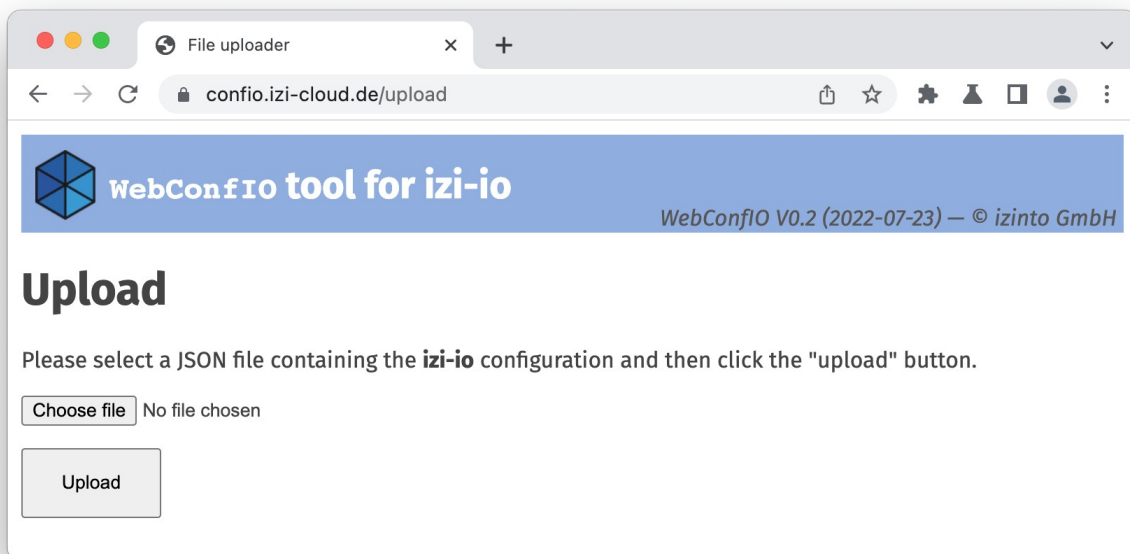 File uploader
confio.izi-cloud.de/upload
WebConfIO tool for izi-io
WebConfIO V0.2 (2022-07-23) — © izinto GmbH
Upload
Please select a JSON file containing the izi-io configuration and then click the "upload" button.
Choose file No file chosen
Upload